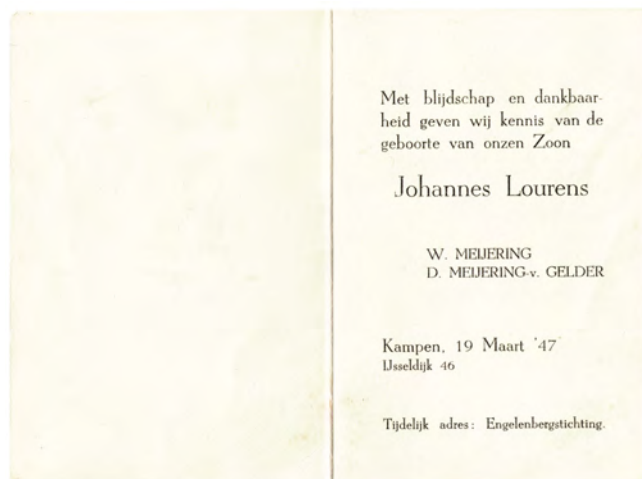 Met blijdschap en dankbaar-
heid geven wij kennis van de
geboorte van onzen Zoon
Johannes Lourens
W. MEIJERING
D. MEIJERING-v. GELDER
Kampen, 19 Maart '47
IJsseldijk 46
Tijdelijk adres: Engelenbergstichting.